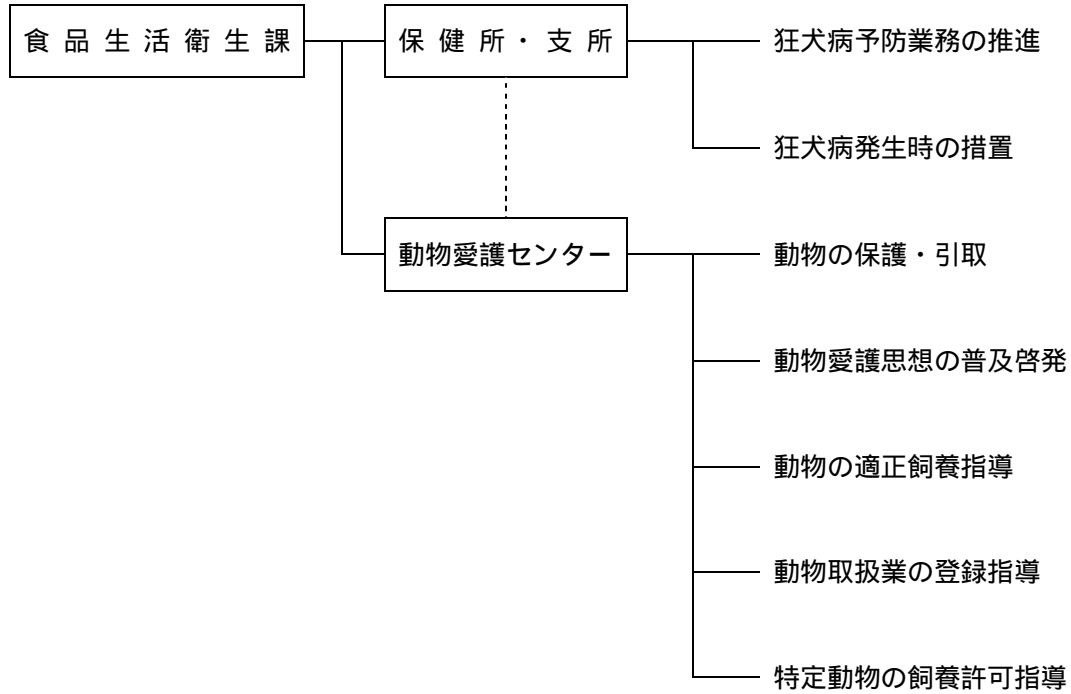 食品生活衛生課
保健所・支所
狂犬病予防業務の推進
狂犬病発生時の措置
動物愛護センター
動物の保護・引取
動物愛護思想の普及啓発
動物の適正飼養指導
動物取扱業の登録指導
特定動物の飼養許可指導